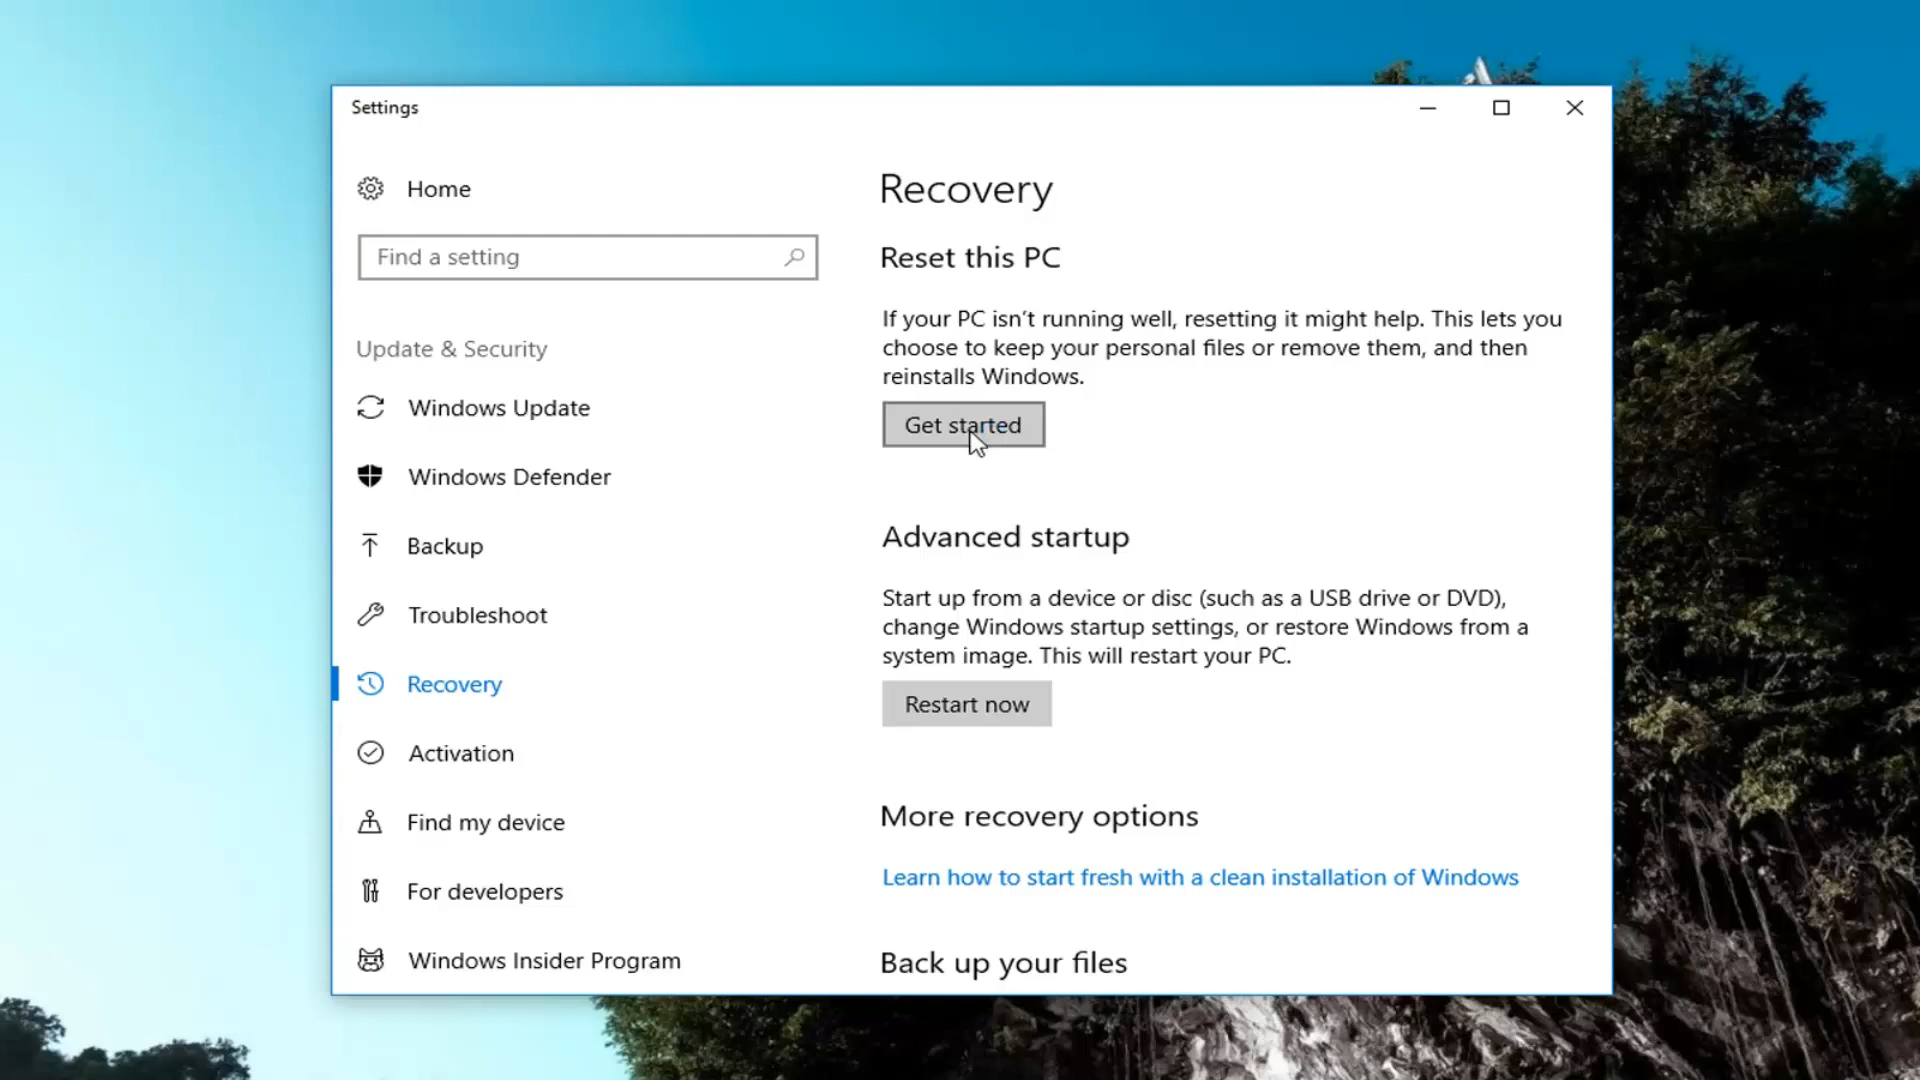 Settings
Home
Find a setting
Update & Security
Windows Update
Windows Defender
Backup
Troubleshoot
Recovery
Activation
Find my device
For developers
Windows Insider Program
Recovery
Reset this PC
If your PC isn't running well, resetting it might help. This lets you
choose to keep your personal files or remove them, and then
reinstalls Windows.
Get started
Advanced startup
Start up from a device or disc (such as a USB drive or DVD),
change Windows startup settings, or restore Windows from a
system image. This will restart your PC.
Restart now
More recovery options
Learn how to start fresh with a clean installation of Windows
Back up your files